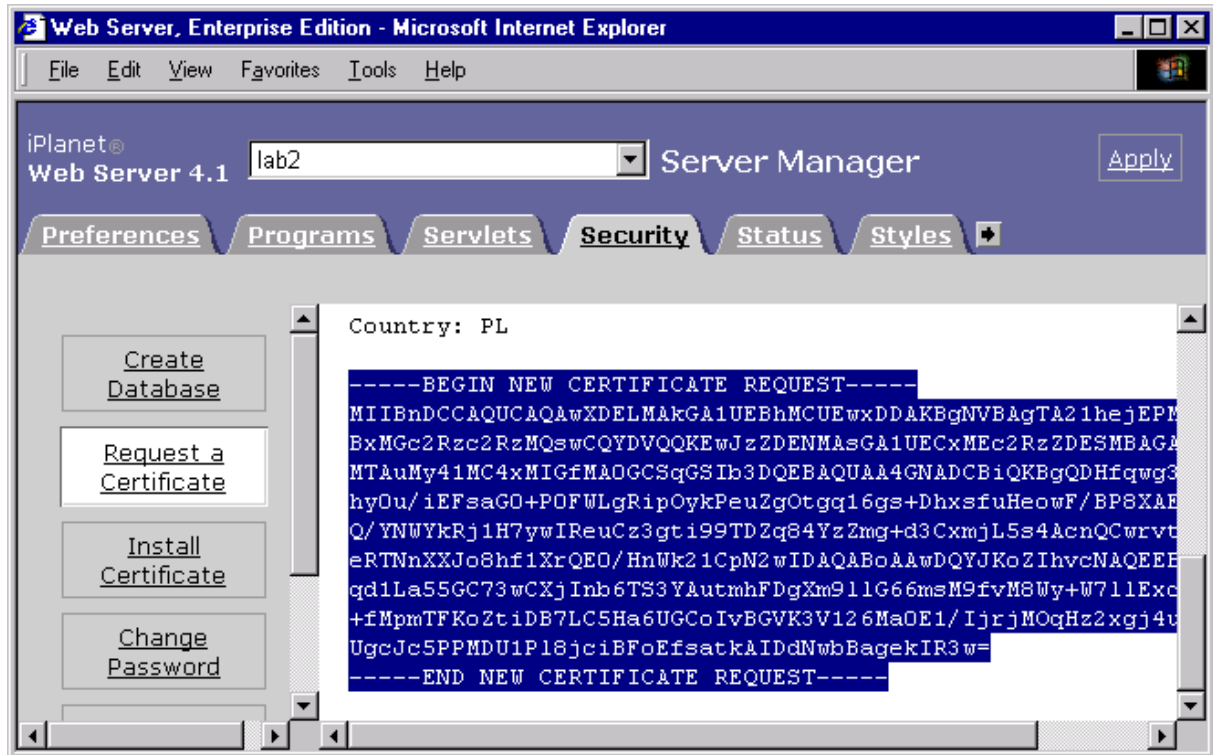 Web Server, Enterprise Edition - Microsoft Internet Explorer
File Edit View Favorites Tools Help
iPlanet®
Web Server 4.1
lab2
Server Manager
Apply
Preferences Programs Servlets Security Status Styles
Create
Database
Request a
Certificate
Install
Certificate
Change
Password
Country: PL
-----BEGIN NEW CERTIFICATE REQUEST-----
MIIBnDCCAQUCAQAwXDELMAkGA1UEBhMCUEwxDDAKBgNVBAgTA21hejEPM
BxMGc2Rzc2RzMQswCQYDVQQKEwJzZDENMAsGA1UECxMEc2RzZDESMBAGA
MTAuMy41MC4xMIGfMA0GCSqGSIb3DQEBAQUAA4GNADCBiQKBgQDHfqwg3
hyOu/iEFsaGO+POFWLgRipOykPeuZgOtgq16gs+DhxsfuHeowF/BP8XAE
Q/YNWYkRj1H7ywIReuCz3gti99TDZq84YzZmg+d3CxmjL5s4AcnQCwrvt
eRTNnXXJo8hf1XrQEO/HnWk21CpN2wIDAQABoAAwDQYJKoZIhvcNAQEEB
qd1La55GC73wCXjInb6TS3YAutmhFDgXm9l1G66msM9fvM8Wy+W7l1Exc
+fMpmTFKoZtiDB7LC5Ha6UGCoIvBGVK3V126MaOE1/IjrjMOqHz2xgj4u
UgcJc5PPMDU1Pl8jciBFoEfsatkAIDdNwbBagekIR3w=
-----END NEW CERTIFICATE REQUEST-----